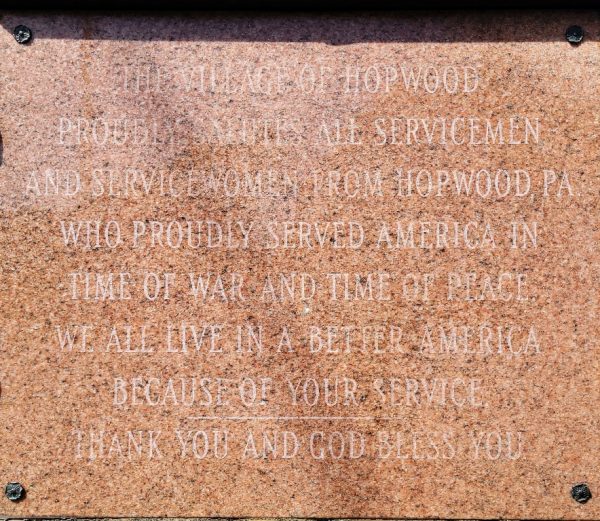 THE VILLAGE OF HOPWOOD
PROUDLY SALUTES ALL SERVICEMEN
AND SERVICEWOMEN FROM HOPWOOD, PA.
WHO PROUDLY SERVED AMERICA IN
TIME OF WAR AND TIME OF PEACE.
WE ALL LIVE IN A BETTER AMERICA
BECAUSE OF YOUR SERVICE.
THANK YOU AND GOD BLESS YOU